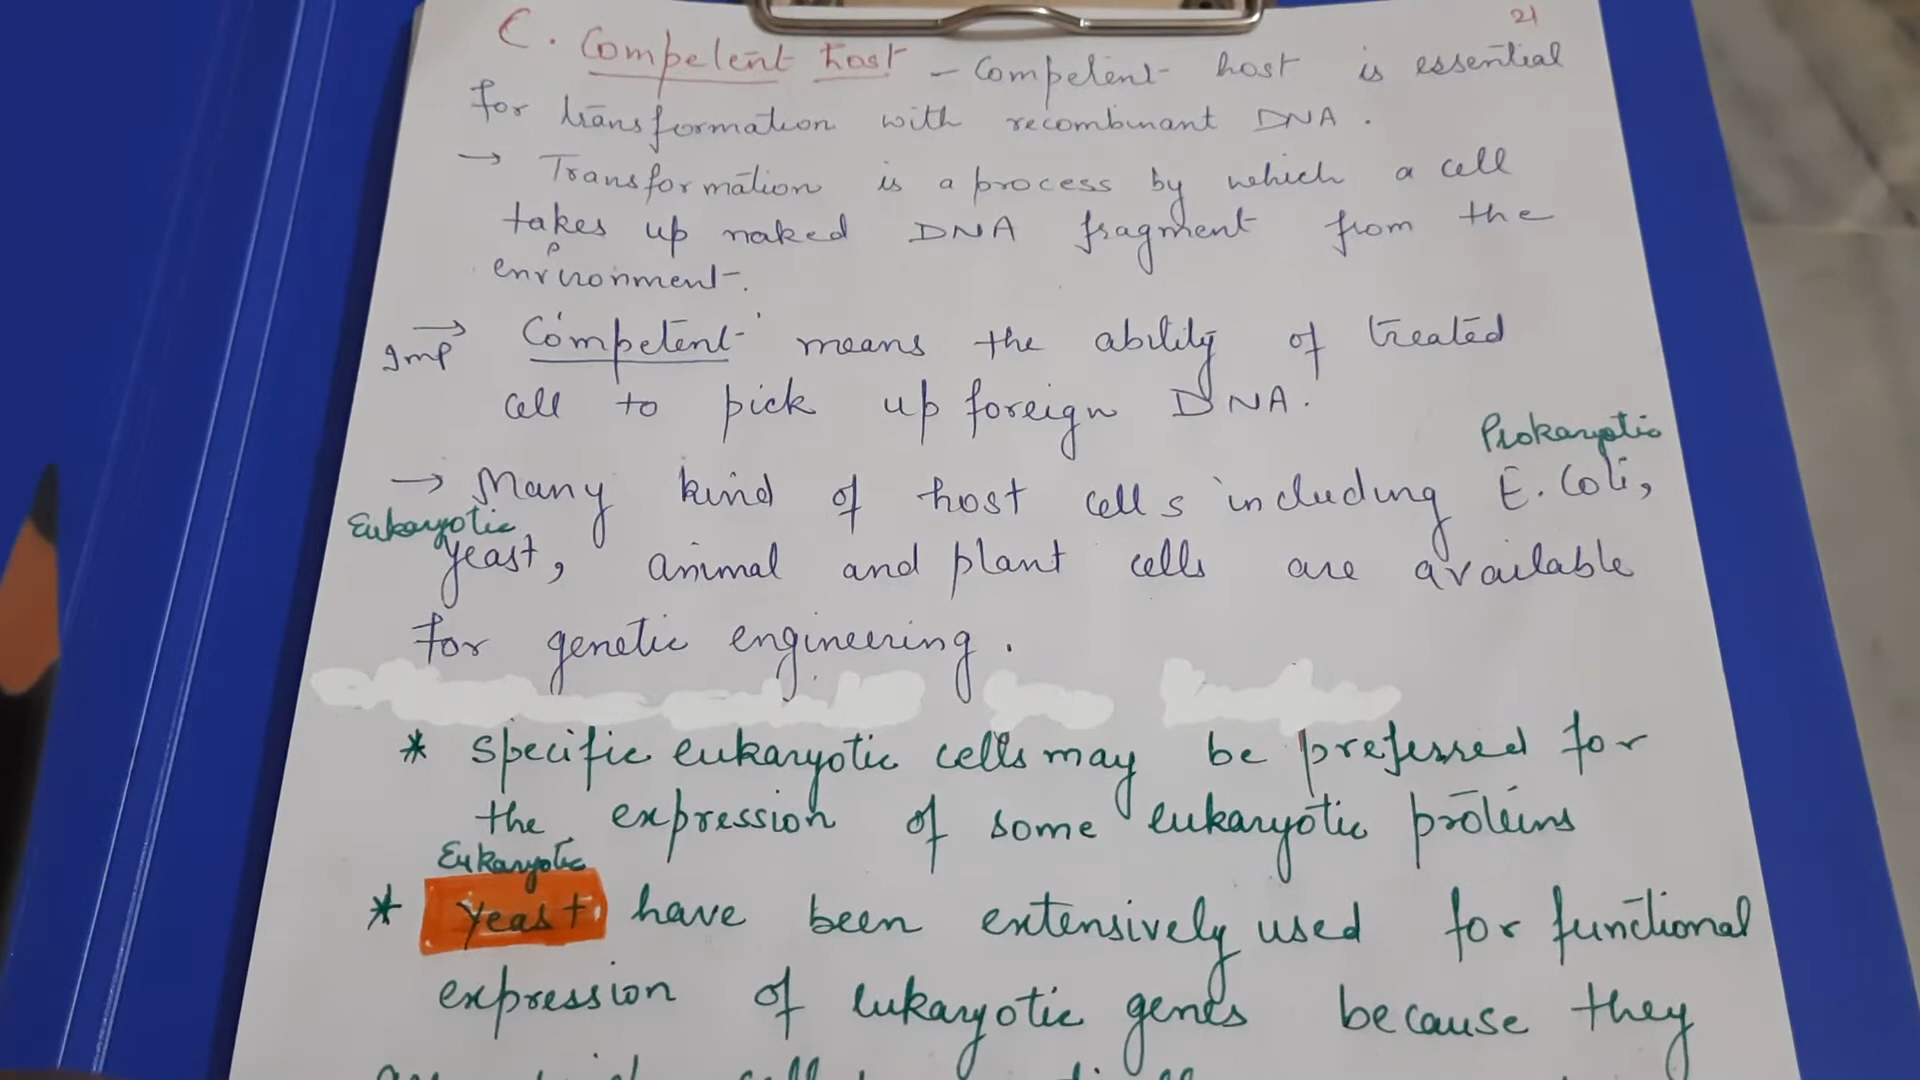 21
C. Competent host – Competent host is essential
for transformation with recombinant DNA.
→ Transformation is a process by which a cell
takes up naked DNA fragment from the
environment.
Imp → 'Competent' means the ability of treated
cell to pick up foreign DNA.
Prokaryotic
→ Many kind of host cells including E. Coli,
Eukaryotic
yeast, animal and plant cells are available
for genetic engineering.
* Specific eukaryotic cells may be preferred for
the expression of some eukaryotic proteins
Eukaryotic
* Yeast have been extensively used for functional
expression of eukaryotic genes because they